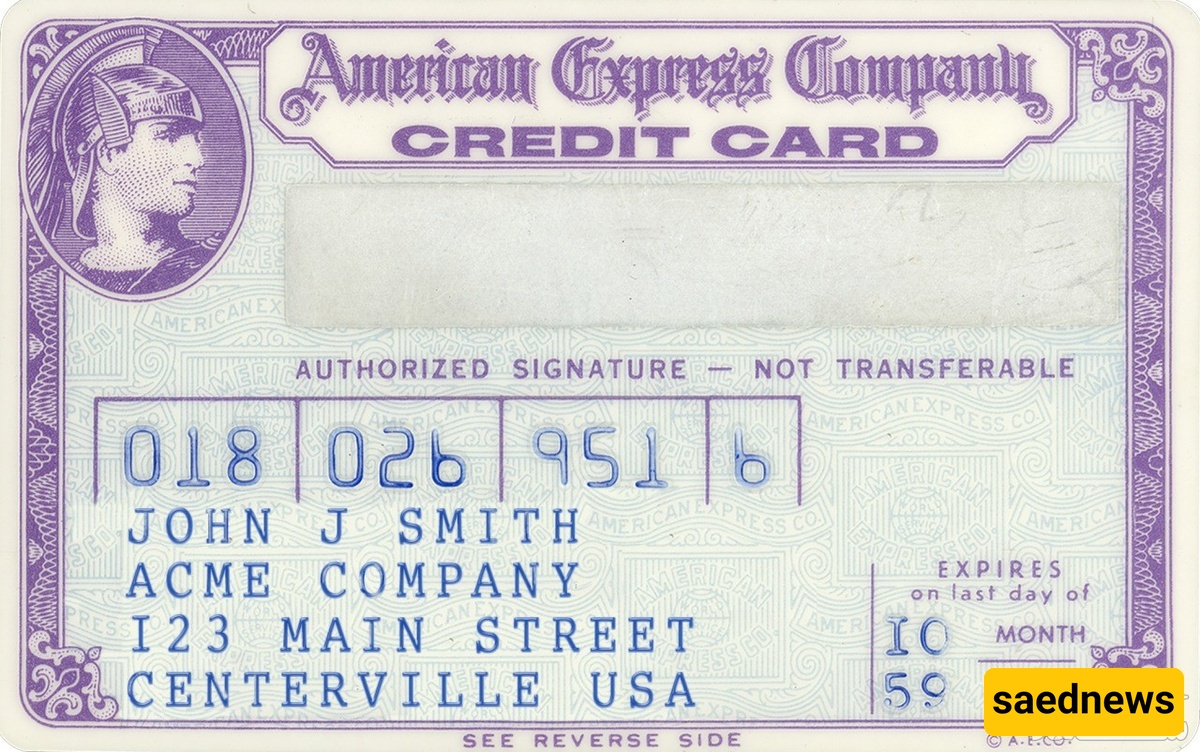 American Express Company
CREDIT CARD
AUTHORIZED SIGNATURE — NOT TRANSFERABLE
018 026 951 6
JOHN J SMITH
ACME COMPANY
123 MAIN STREET
CENTERVILLE USA
EXPIRES
on last day of
10 MONTH
59
saednews
SEE REVERSE SIDE
© A.E.CO.